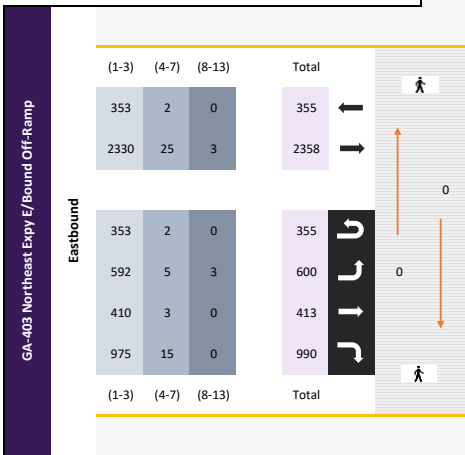 GA-403 Northeast Expy E/Bound Off-Ramp
Eastbound
(1-3) (4-7) (8-13) Total
353 2 0 355
2330 25 3 2358
0
353 2 0 355
592 5 3 600 0
410 3 0 413
975 15 0 990
(1-3) (4-7) (8-13) Total